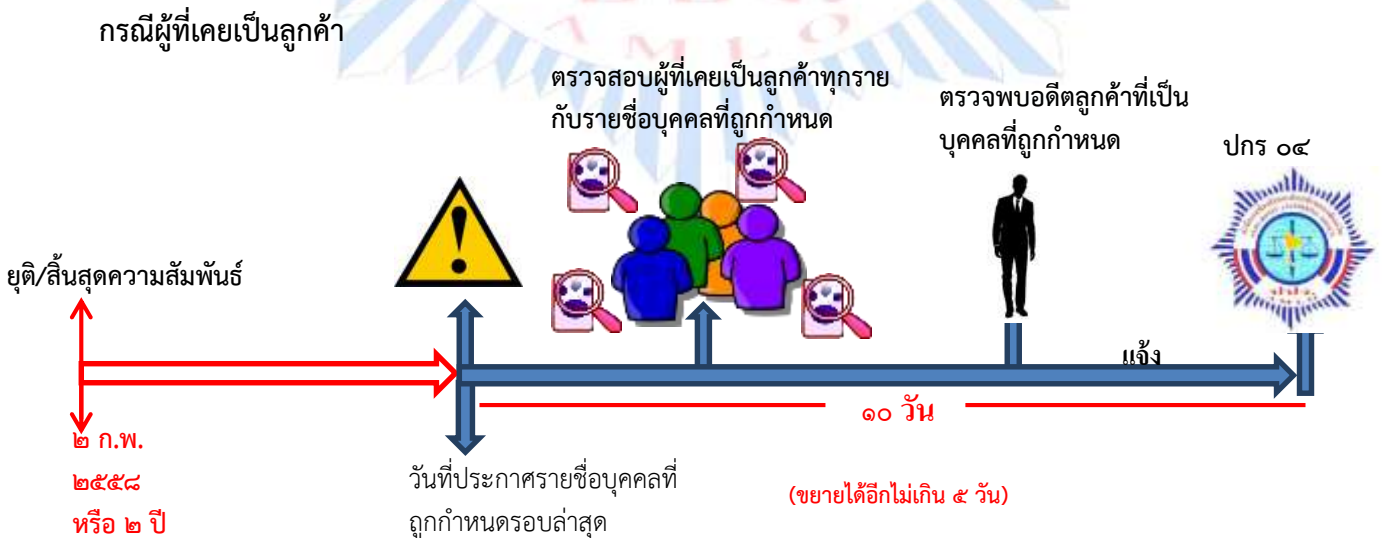 กรณีผู้ที่เคยเป็นลูกค้า
A M L O
ตรวจสอบผู้ที่เคยเป็นลูกค้าทุกราย
กับรายชื่อบุคคลที่ถูกกำหนด
ตรวจพบอดีตลูกค้าที่เป็น
บุคคลที่ถูกกำหนด
ปกร ๐๔
ยุติ/สิ้นสุดความสัมพันธ์
แจ้ง
๑๐ วัน
๒ ก.พ.
๒๕๕๘
หรือ ๒ ปี
วันที่ประกาศรายชื่อบุคคลที่
ถูกกำหนดรอบล่าสุด
(ขยายได้อีกไม่เกิน ๕ วัน)